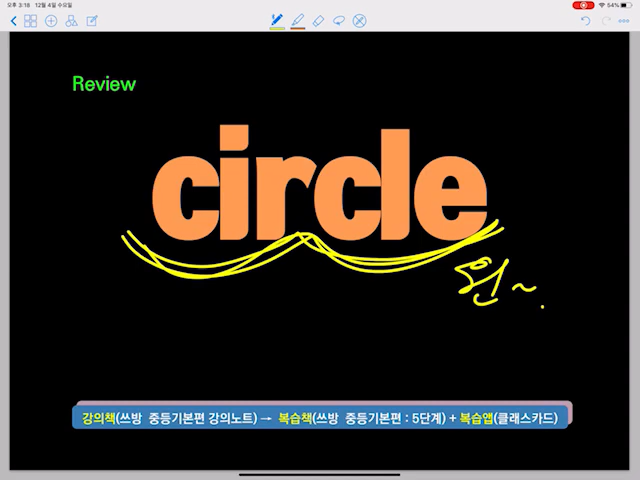 오후 3:18 12월 4일 수요일
54%
Review
circle
원~.
강의책(쓰방 중등기본편 강의노트) → 복습책(쓰방 중등기본편 : 5단계) + 복습앱(클래스카드)